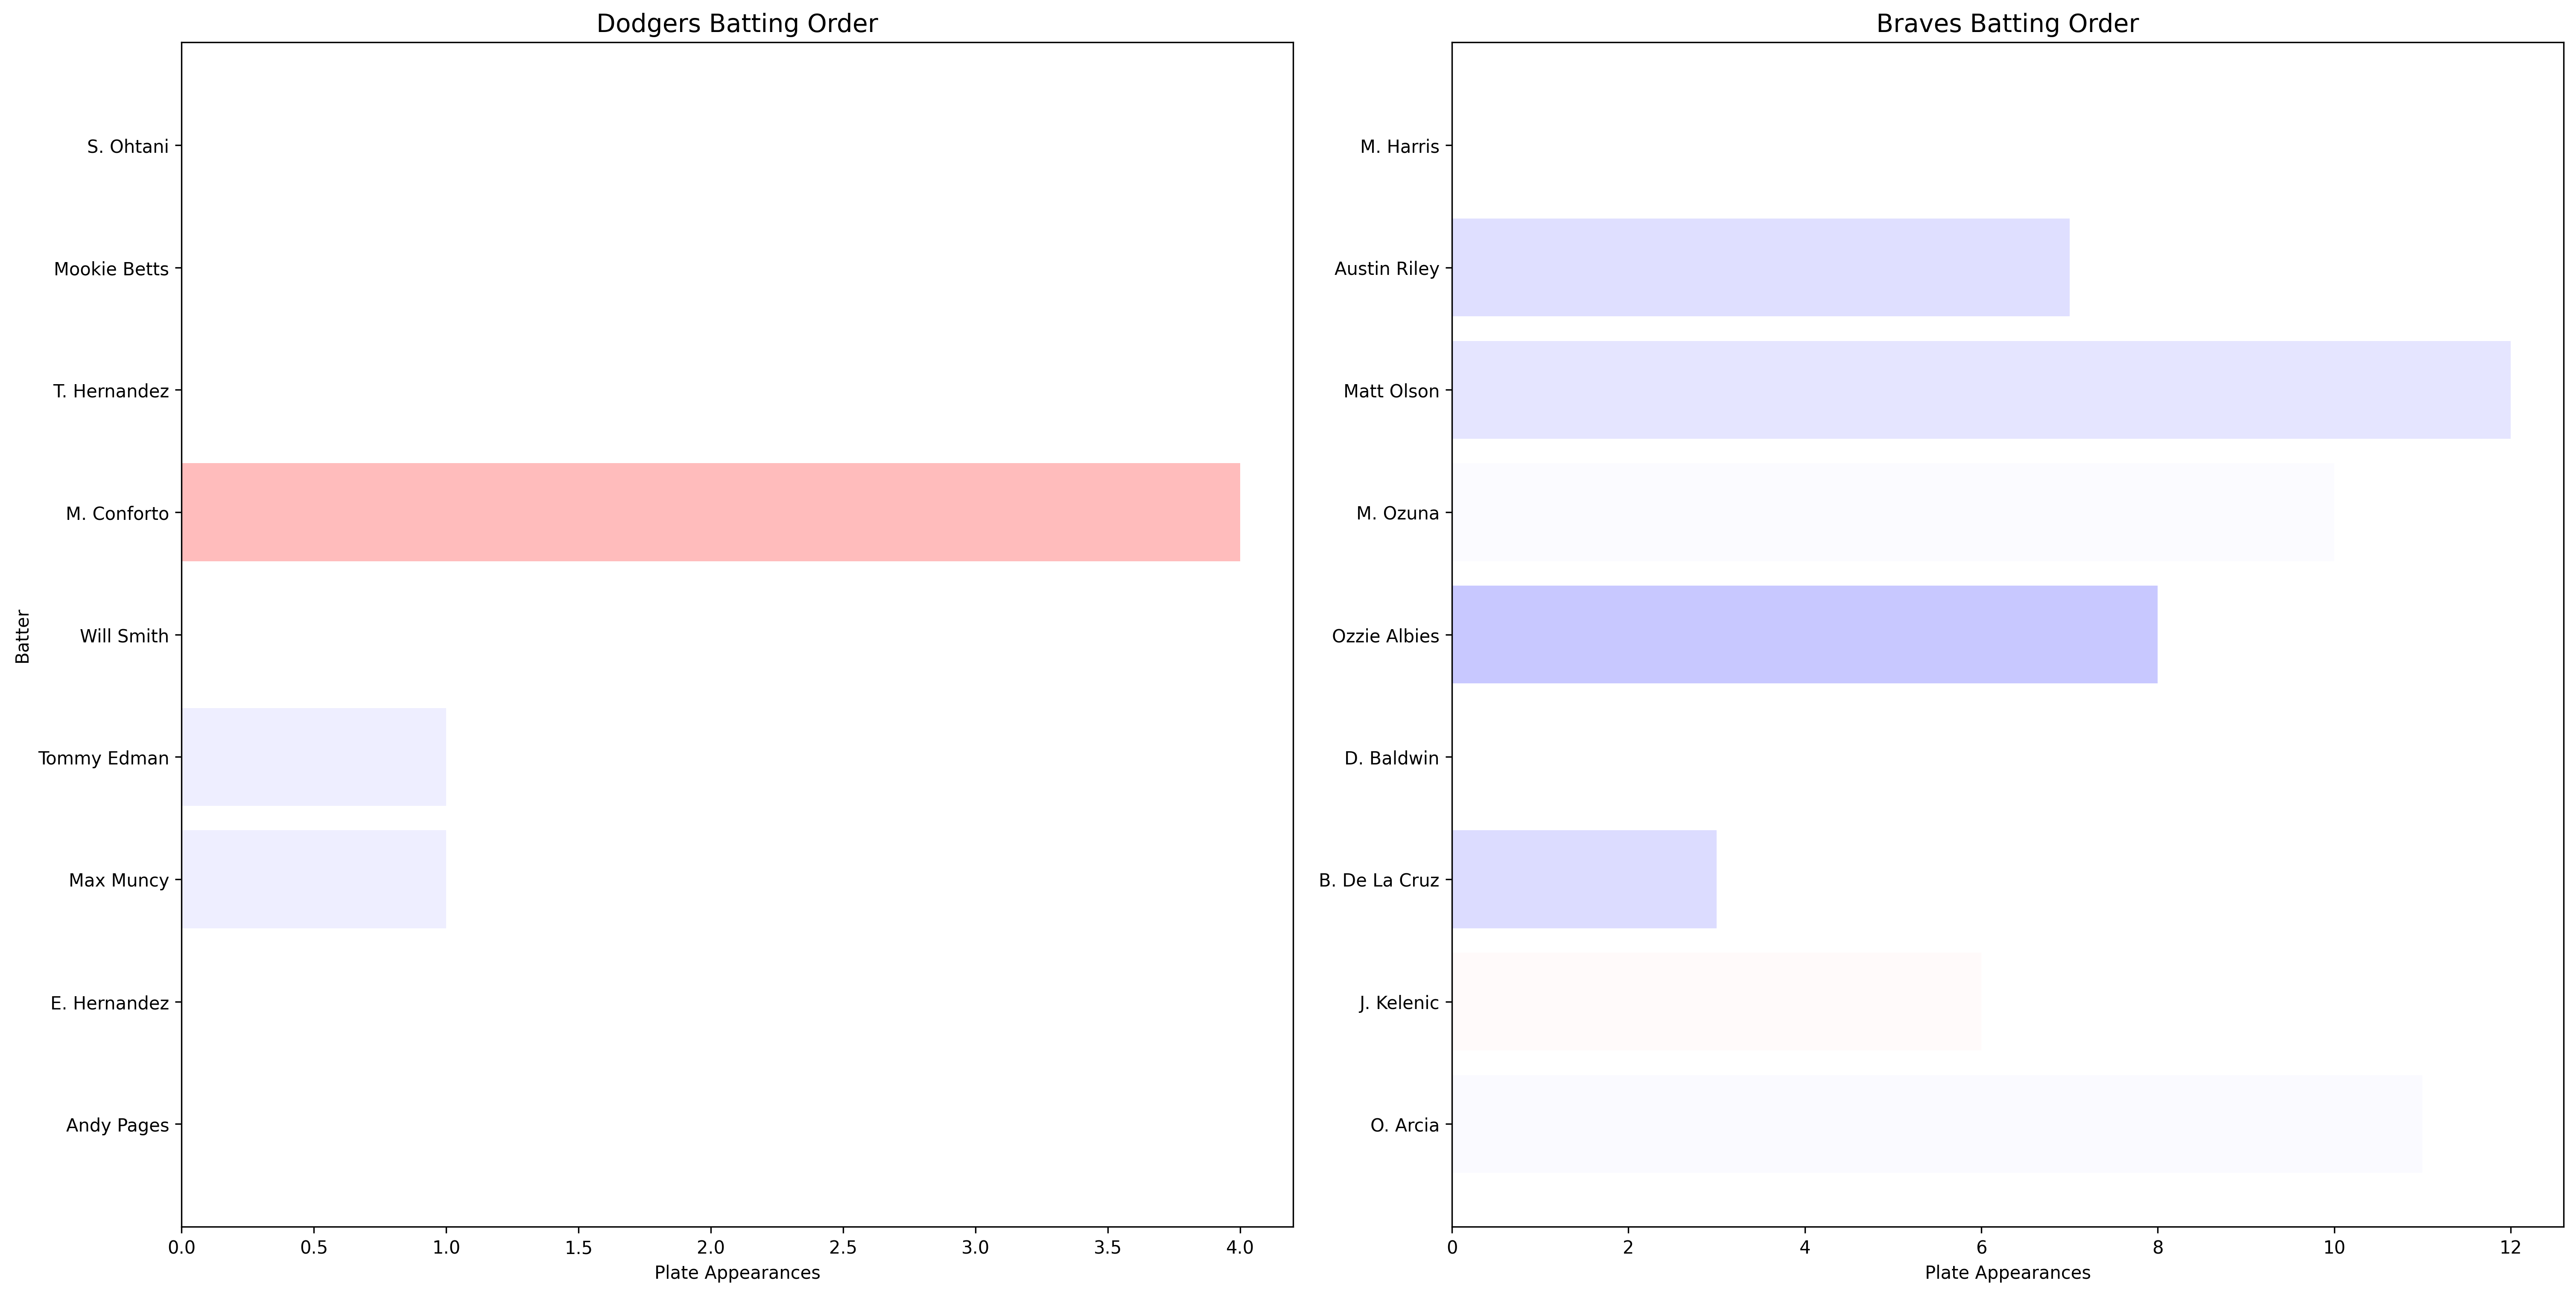 Dodgers Batting Order
Batter
S. Ohtani
Mookie Betts
T. Hernandez
M. Conforto
Will Smith
Tommy Edman
Max Muncy
E. Hernandez
Andy Pages
0.0 0.5 1.0 1.5 2.0 2.5 3.0 3.5 4.0
Plate Appearances
Braves Batting Order
M. Harris
Austin Riley
Matt Olson
M. Ozuna
Ozzie Albies
D. Baldwin
B. De La Cruz
J. Kelenic
O. Arcia
0 2 4 6 8 10 12
Plate Appearances